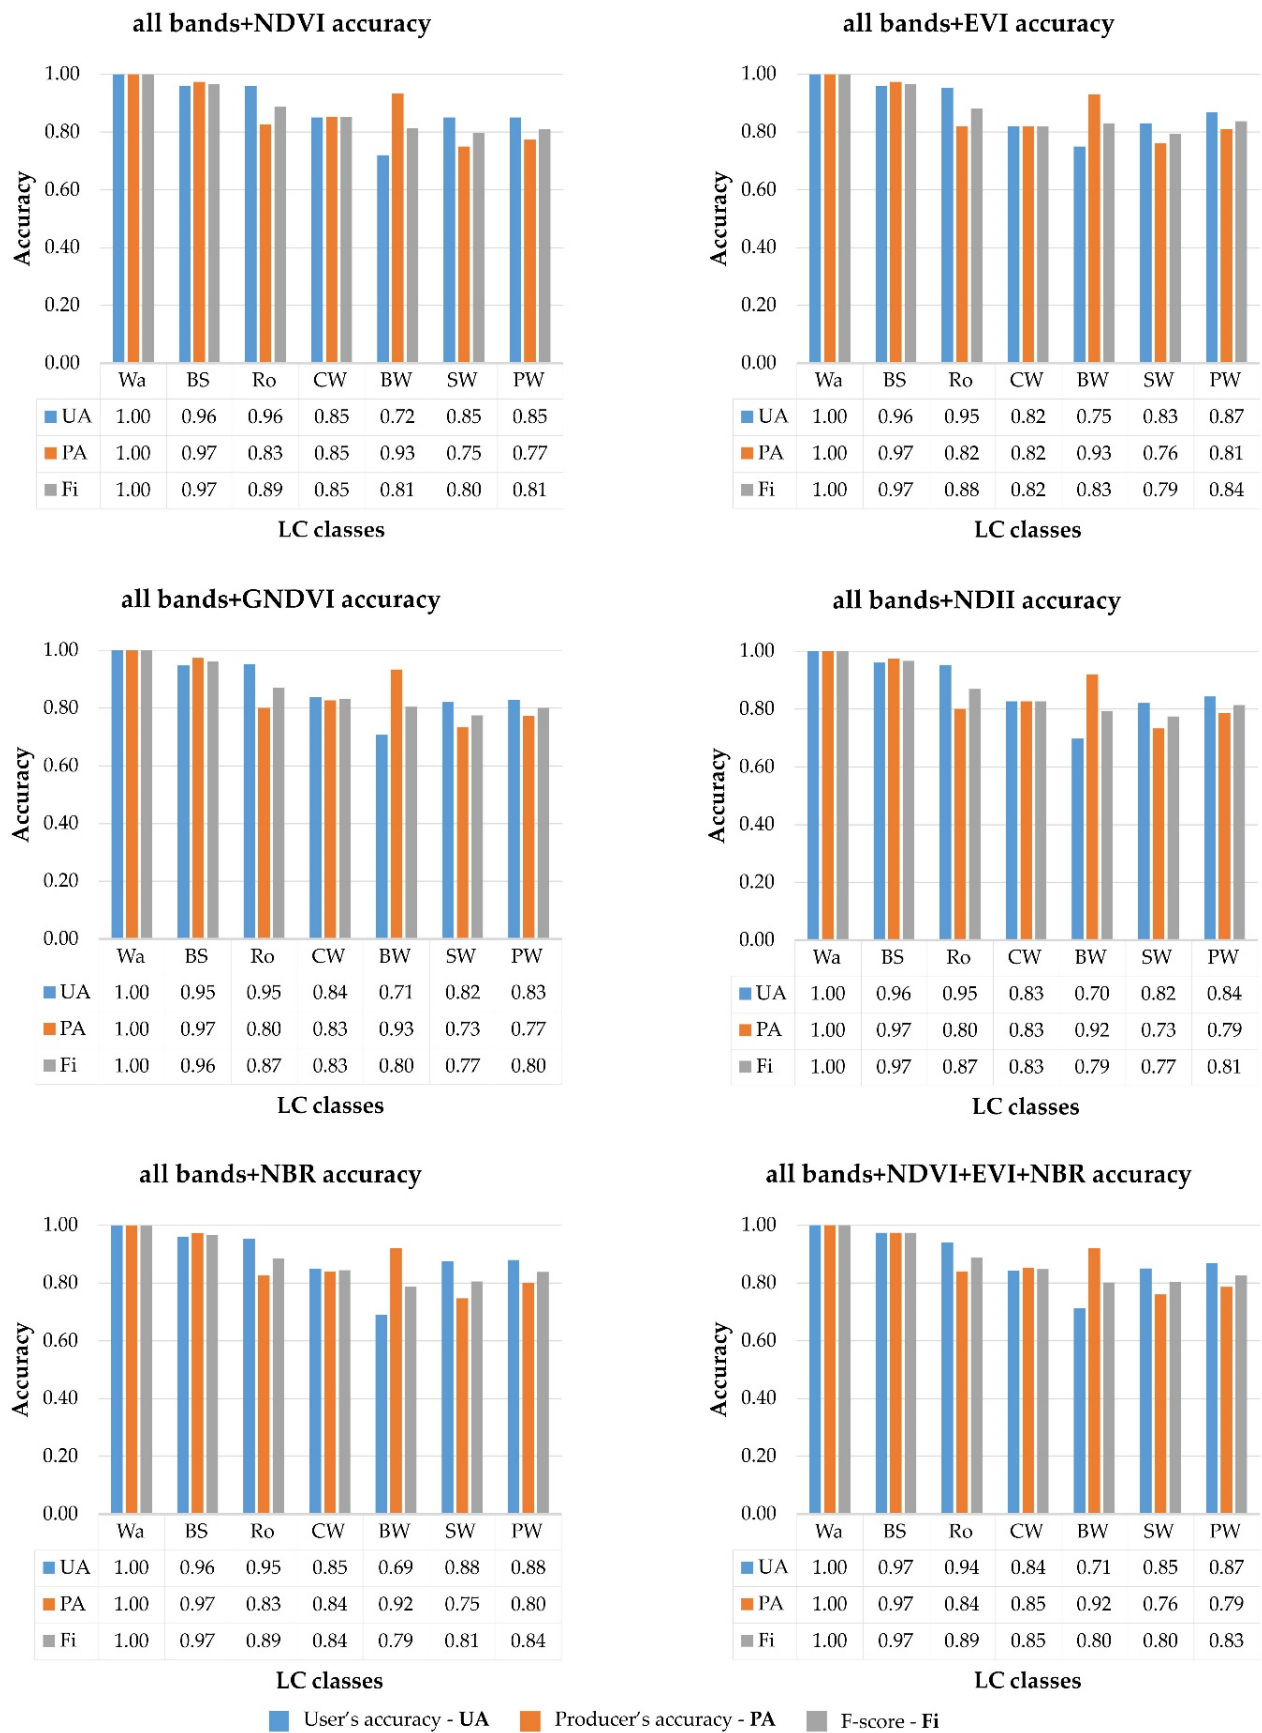 all bands+NDVI accuracy
1.00
0.80
0.60
0.40
0.20
0.00
Accuracy
Wa BS Ro CW BW SW PW
UA 1.00 0.96 0.96 0.85 0.72 0.85 0.85
PA 1.00 0.97 0.83 0.85 0.93 0.75 0.77
Fi 1.00 0.97 0.89 0.85 0.81 0.80 0.81
LC classes
all bands+EVI accuracy
1.00
0.80
0.60
0.40
0.20
0.00
Accuracy
Wa BS Ro CW BW SW PW
UA 1.00 0.96 0.95 0.82 0.75 0.83 0.87
PA 1.00 0.97 0.82 0.82 0.93 0.76 0.81
Fi 1.00 0.97 0.88 0.82 0.83 0.79 0.84
LC classes
all bands+GNDVI accuracy
1.00
0.80
0.60
0.40
0.20
0.00
Accuracy
Wa BS Ro CW BW SW PW
UA 1.00 0.95 0.95 0.84 0.71 0.82 0.83
PA 1.00 0.97 0.80 0.83 0.93 0.73 0.77
Fi 1.00 0.96 0.87 0.83 0.80 0.77 0.80
LC classes
all bands+NDII accuracy
1.00
0.80
0.60
0.40
0.20
0.00
Accuracy
Wa BS Ro CW BW SW PW
UA 1.00 0.96 0.95 0.83 0.70 0.82 0.84
PA 1.00 0.97 0.80 0.83 0.92 0.73 0.79
Fi 1.00 0.97 0.87 0.83 0.79 0.77 0.81
LC classes
all bands+NBR accuracy
1.00
0.80
0.60
0.40
0.20
0.00
Accuracy
Wa BS Ro CW BW SW PW
UA 1.00 0.96 0.95 0.85 0.69 0.88 0.88
PA 1.00 0.97 0.83 0.84 0.92 0.75 0.80
Fi 1.00 0.97 0.89 0.84 0.79 0.81 0.84
LC classes
all bands+NDVI+EVI+NBR accuracy
1.00
0.80
0.60
0.40
0.20
0.00
Accuracy
Wa BS Ro CW BW SW PW
UA 1.00 0.97 0.94 0.84 0.71 0.85 0.87
PA 1.00 0.97 0.84 0.85 0.92 0.76 0.79
Fi 1.00 0.97 0.89 0.85 0.80 0.80 0.83
LC classes
User's accuracy - UA Producer's accuracy - PA F-score - Fi